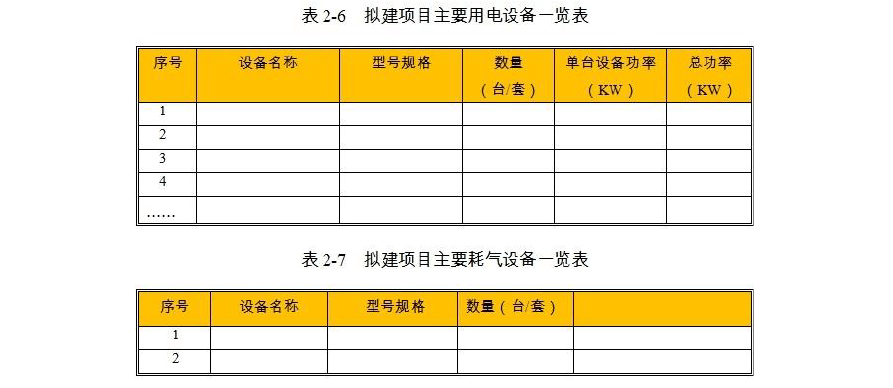 表 2-6 拟建项目主要用电设备一览表
序号 设备名称 型号规格 数量 单台设备功率 总功率
（台/套） （KW） （KW）
1
2
3
4
……
表 2-7 拟建项目主要耗气设备一览表
序号 设备名称 型号规格 数量（台/套）
1
2